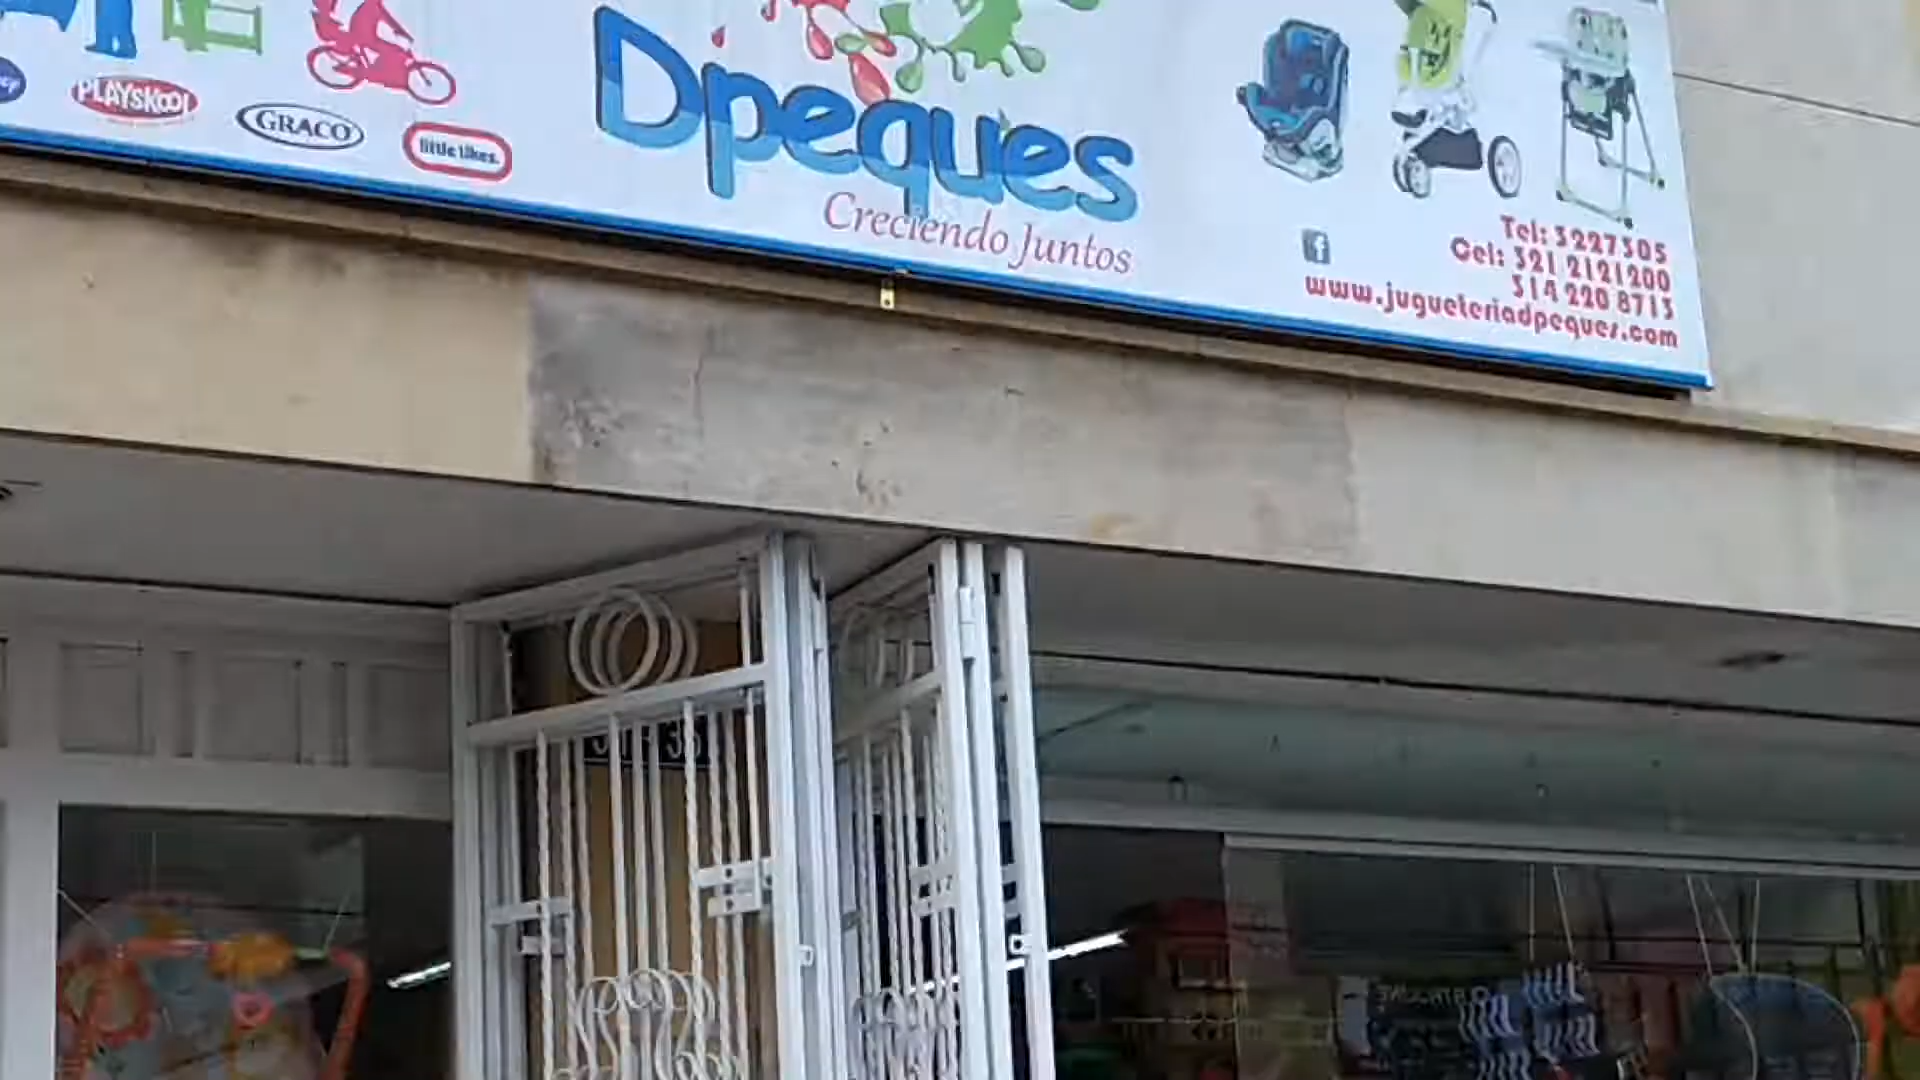 PLAYSKOOL
GRACO
little tikes.
Dpeques
Creciendo Juntos
f
Tel: 3227305
Cel: 321 2121200
314 220 8713
www.jugueteriadpeques.com